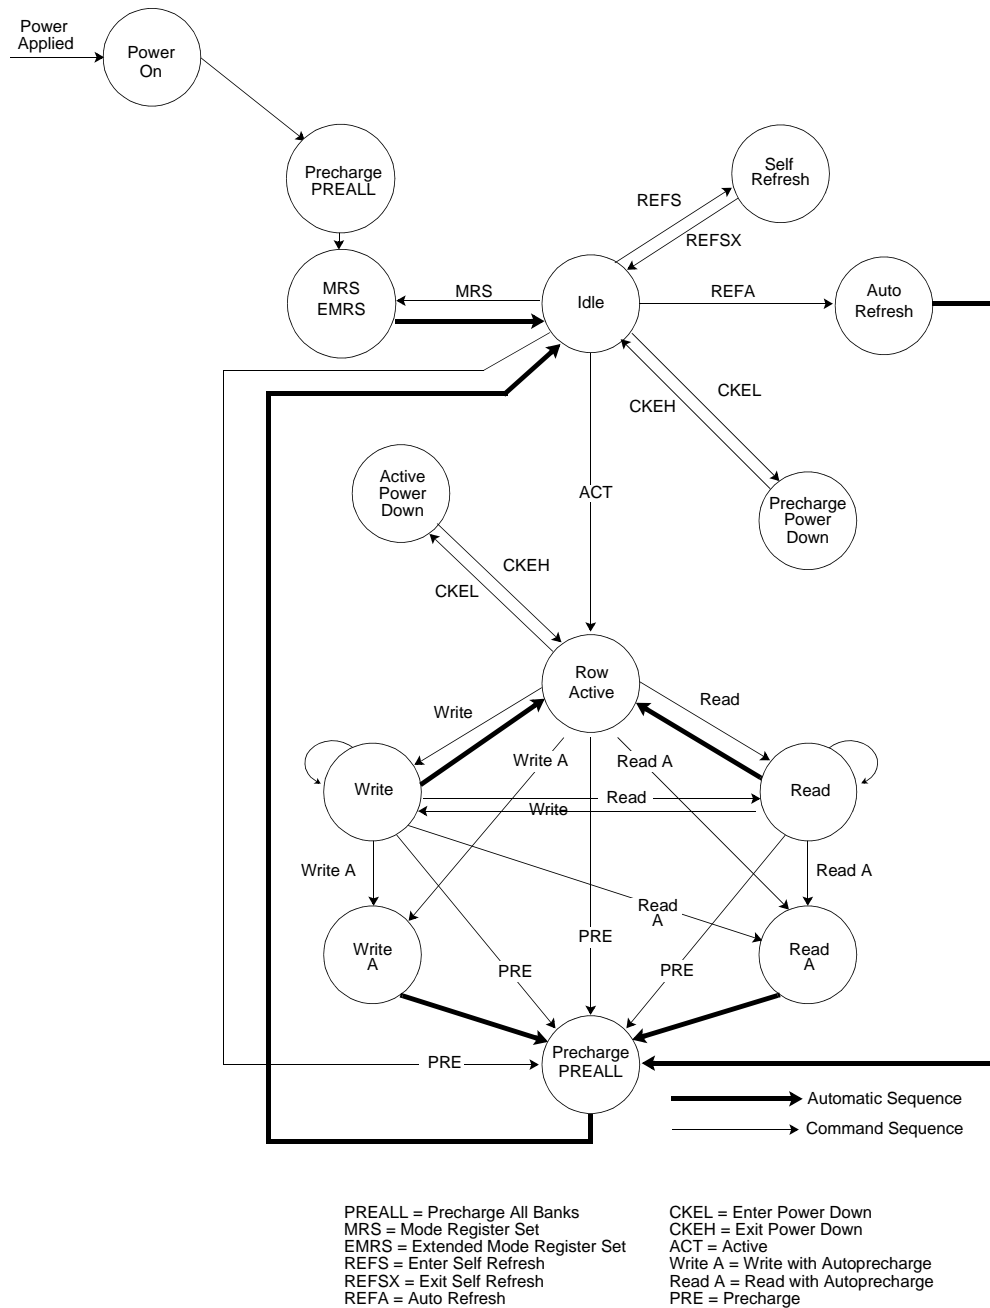 Power
Applied
Power
On
Precharge
PREALL
Self
Refresh
REFS
REFSX
MRS
EMRS
MRS
Idle
REFA
Auto
Refresh
CKEL
CKEH
Active
Power
Down
ACT
Precharge
Power
Down
CKEH
CKEL
Row
Active
Write
Read
Write A
Read A
Write
Read
Write
Read
Write A
Read A
Read
A
Write
A
PRE
PRE
PRE
Read
A
Precharge
PREALL
PRE
Automatic Sequence
Command Sequence
PREALL = Precharge All Banks
MRS = Mode Register Set
EMRS = Extended Mode Register Set
REFS = Enter Self Refresh
REFSX = Exit Self Refresh
REFA = Auto Refresh
CKEL = Enter Power Down
CKEH = Exit Power Down
ACT = Active
Write A = Write with Autoprecharge
Read A = Read with Autoprecharge
PRE = Precharge